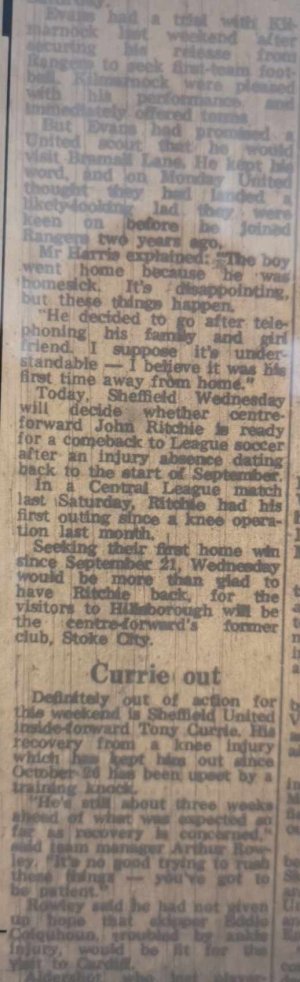 Saturday.
Evans had a trial with Kil-
marnock last weekend after
securing his release from
Rangers to seek first-team foot-
ball. Kilmarnock were pleased
with his performance and
immediately offered terms.
But Evans had promised a
United scout that he would
visit Bramall Lane. He kept his
word, and on Monday United
thought they had landed a
likely-looking lad they were
keen on before he joined
Rangers two years ago.
Mr Harris explained: "The boy
went home because he was
homesick. It's disappointing,
but these things happen.
"He decided to go after tele-
phoning his family and girl
friend. I suppose it's under-
standable — I believe it was his
first time away from home."
Today, Sheffield Wednesday
will decide whether centre-
forward John Ritchie is ready
for a comeback to League soccer
after an injury absence dating
back to the start of September.
In a Central League match
last Saturday, Ritchie had his
first outing since a knee opera-
tion last month.
Seeking their first home win
since September 21, Wednesday
would be more than glad to
have Ritchie back, for the
visitors to Hillsborough will be
the centre-forward's former
club, Stoke City.
Currie out
Definitely out of action for
this weekend is Sheffield United
inside-forward Tony Currie. His
recovery from a knee injury
which has kept him out since
October 26 has been upset by a
training knock.
"He's still about three weeks
ahead of what was expected so
far as recovery is concerned,"
said team manager Arthur Row-
ley. "It's no good trying to rush
these things — you've got to
be patient."
Rowley said he had not given
up hope that skipper Eddie
Colquhoun, troubled by ankle
injury, would be fit for the
visit to Cardiff.
Aldershot who